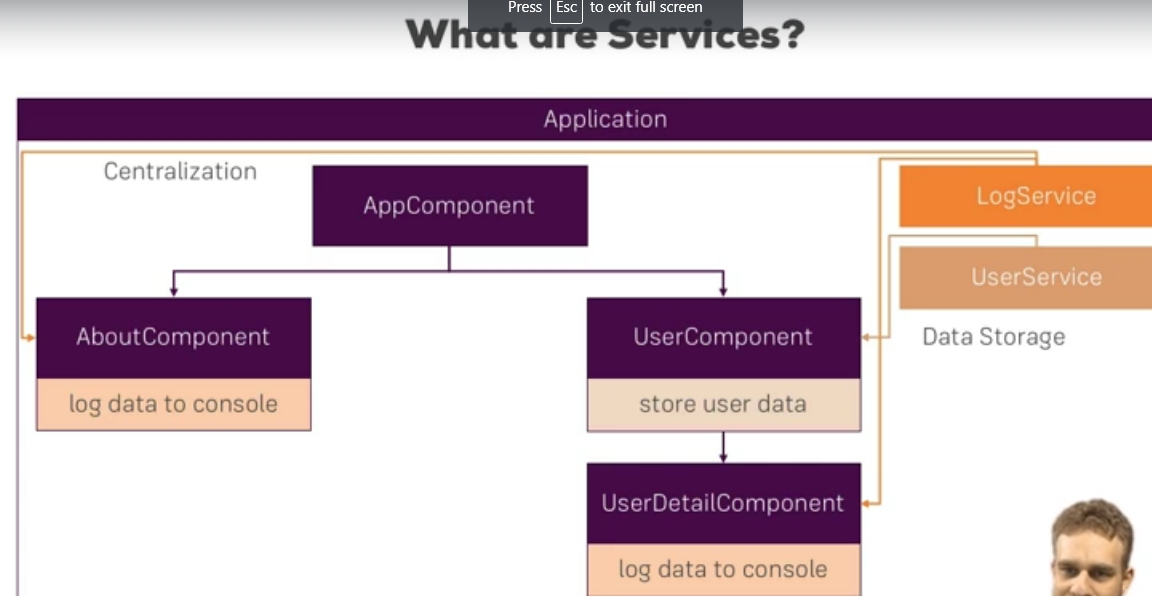 Press Esc to exit full screen
What are Services?
Application
Centralization
AppComponent
LogService
UserService
AboutComponent
UserComponent
Data Storage
log data to console
store user data
UserDetailComponent
log data to console